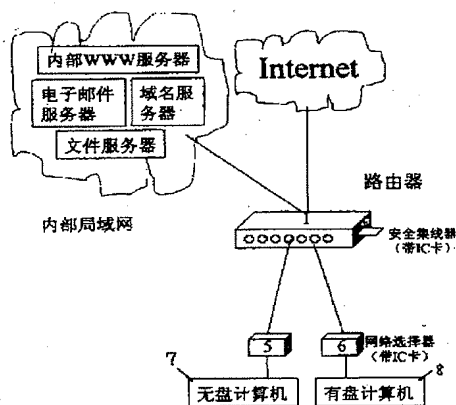 内部WWW服务器
Internet
电子邮件服务器
域名服务器
文件服务器
内部局域网
路由器
1
安全集线器
(带IC卡)
5
6
网络选择器
(带IC卡)
7
8
无盘计算机
有盘计算机